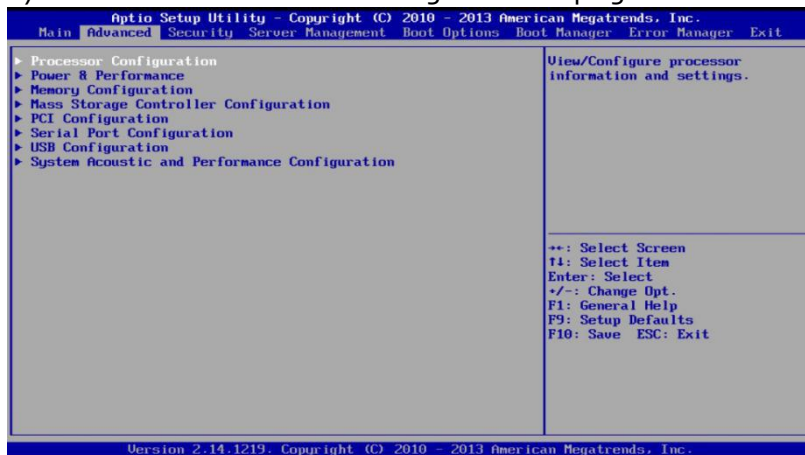 Aptio Setup Utility - Copyright (C) 2010 - 2013 American Megatrends, Inc.
Main Advanced Security Server Management Boot Options Boot Manager Error Manager Exit
▶ Processor Configuration
▶ Power & Performance
▶ Memory Configuration
▶ Mass Storage Controller Configuration
▶ PCI Configuration
▶ Serial Port Configuration
▶ USB Configuration
▶ System Acoustic and Performance Configuration
View/Configure processor
information and settings.
→←: Select Screen
↑↓: Select Item
Enter: Select
+/-: Change Opt.
F1: General Help
F9: Setup Defaults
F10: Save ESC: Exit
Version 2.14.1219. Copyright (C) 2010 - 2013 American Megatrends, Inc.